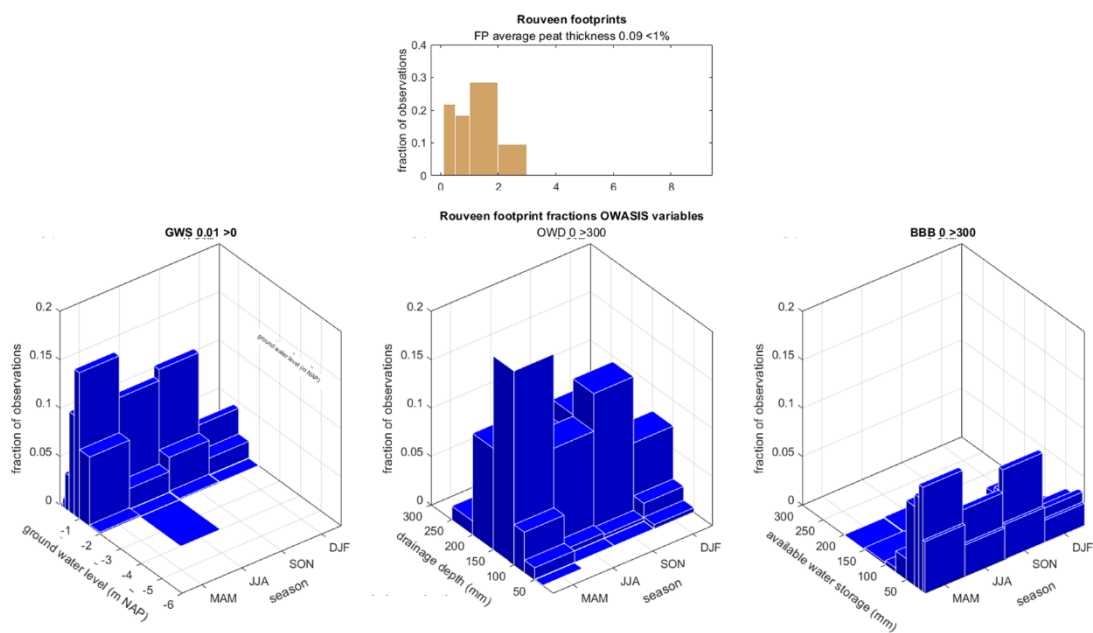 Rouveen footprints
FP average peat thickness 0.09 <1%
0.4
0.3
0.2
0.1
0
fraction of observations
0 2 4 6 8
Rouveen footprint fractions OWASIS variables
GWS 0.01 >0
0.2
0.15
0.1
0.05
0
fraction of observations
ground water level (m NAP)
-1
-2
-3
-4
-5
-6
ground water level (m NAP)
MAM
JJA
SON
DJF
season
OWD 0 >300
0.2
0.15
0.1
0.05
0
fraction of observations
300
250
200
150
100
50
drainage depth (mm)
MAM
JJA
SON
DJF
season
BBB 0 >300
0.2
0.15
0.1
0.05
0
fraction of observations
300
250
200
150
100
50
available water storage (mm)
MAM
JJA
SON
DJF
season